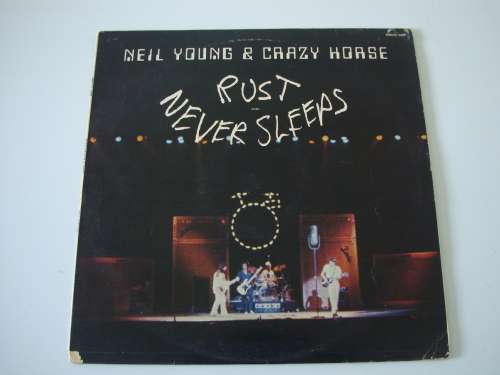 NEIL YOUNG & CRAZY HORSE
RUST
NEVER SLEEPS